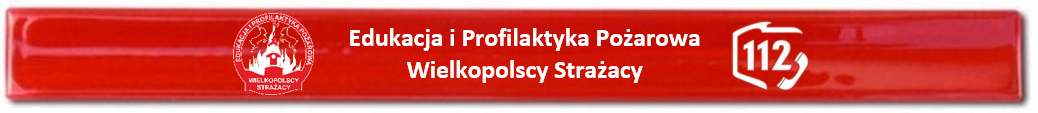 EDUKACJA I PROFILAKTYKA POŻAROWA
WIELKOPOLSCY
STRAŻACY
Edukacja i Profilaktyka Pożarowa
Wielkopolscy Strażacy
112